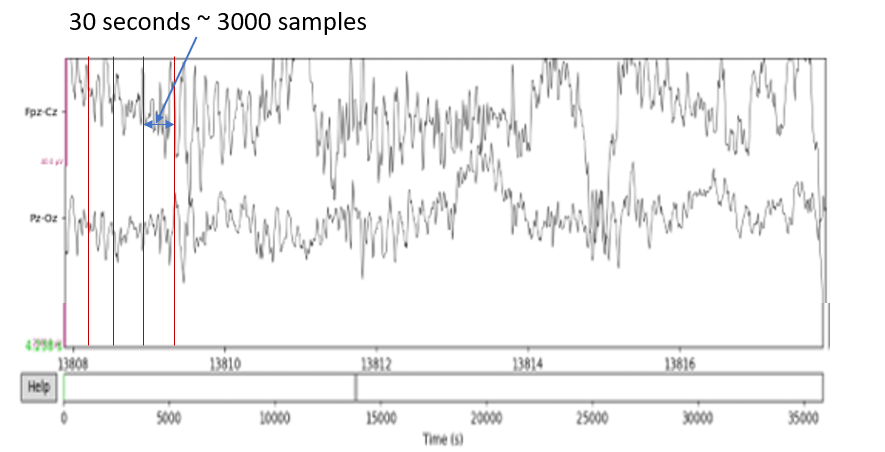 30 seconds ~ 3000 samples
Fpz-Cz
Pz-Oz
13808 13810 13812 13814 13816
Help
0 5000 10000 15000 20000 25000 30000 35000
Time (s)